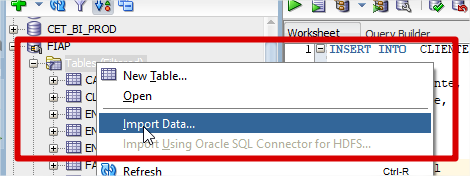 CET_BI_PROD
FIAP
Tables (Filtered)
CA
CL
EN
EN
EN
FA
New Table...
Open
Import Data...
Import Using Oracle SQL Connector for HDFS...
Refresh Ctrl-R
Worksheet Query Builder
1 INSERT INTO CLIENTE
nte.
e,